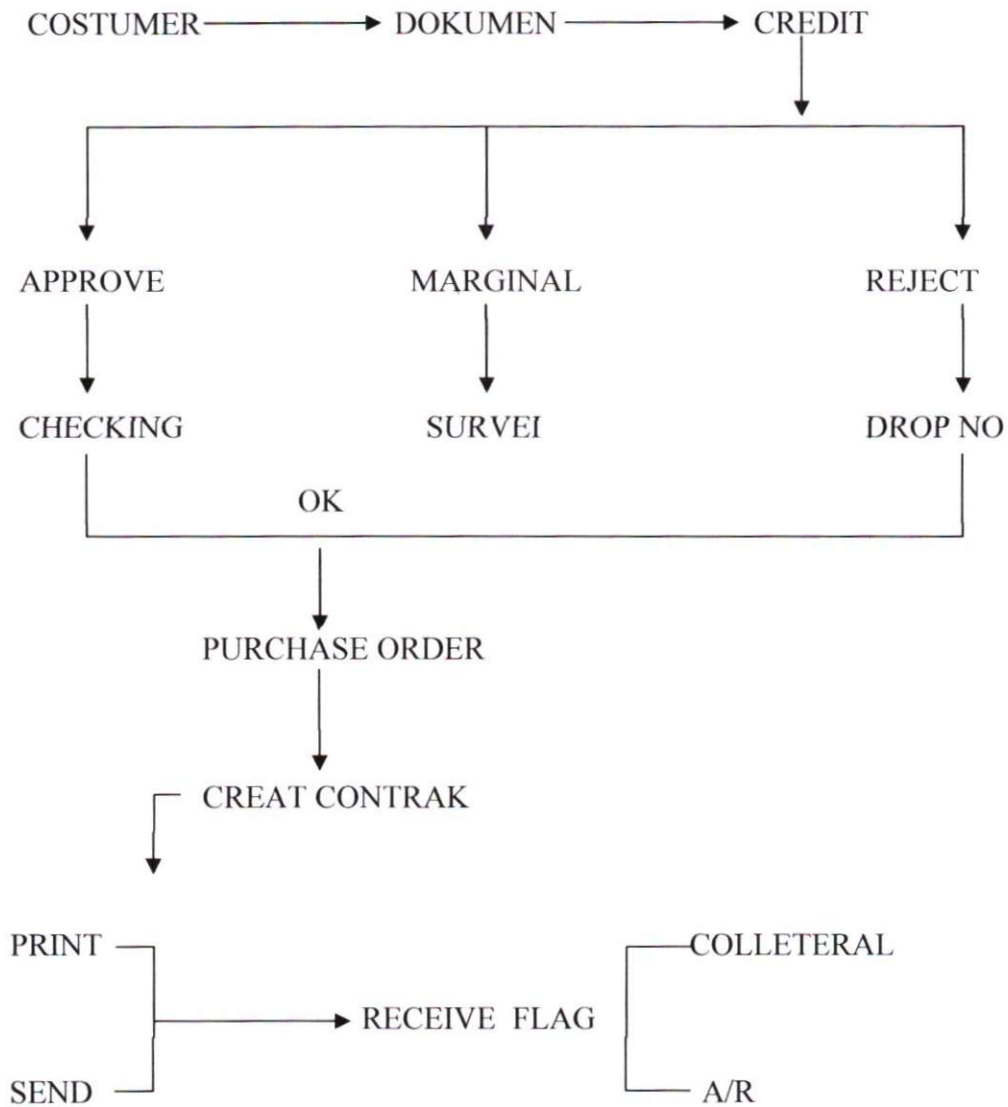 COSTUMER DOKUMEN CREDIT
APPROVE MARGINAL REJECT
CHECKING SURVEI DROP NO
OK
PURCHASE ORDER
CREAT CONTRAK
PRINT COLLETERAL
RECEIVE FLAG
SEND A/R